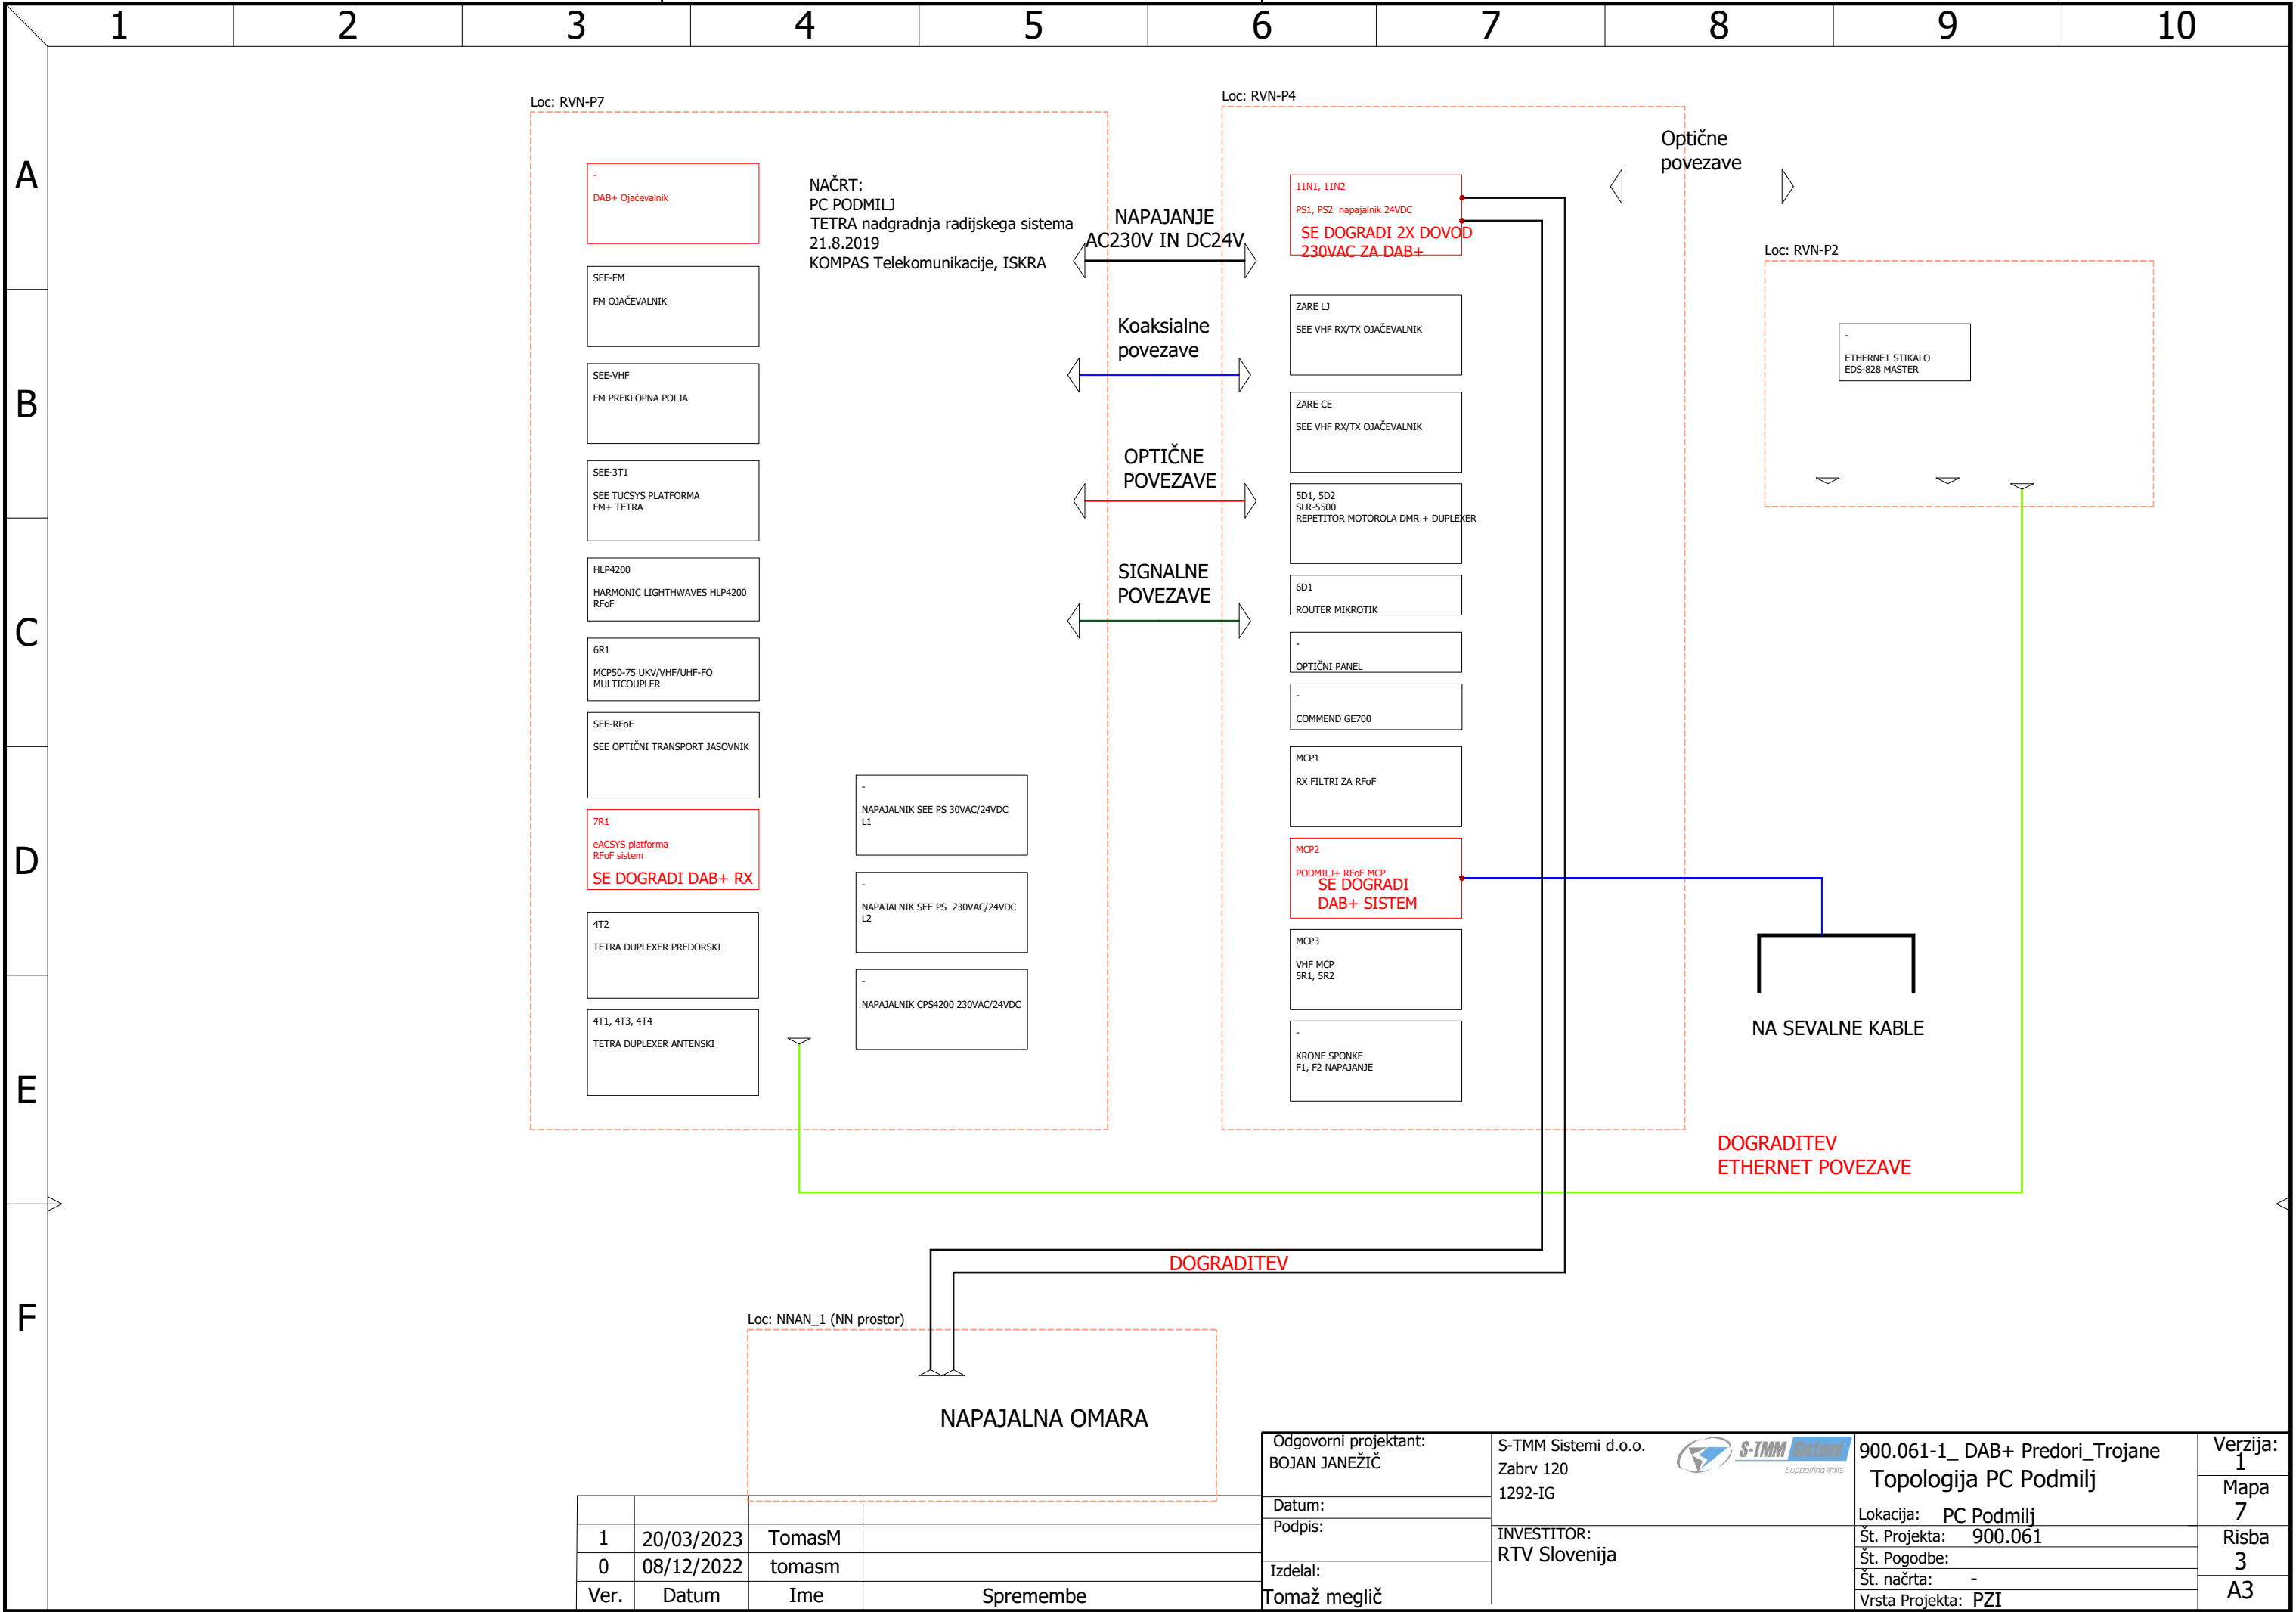 1 2 3 4 5 6 7 8 9 10
A
B
C
D
E
F
Loc: RVN-P7
-
DAB+ Ojačevalnik
NAČRT:
PC PODMILJ
TETRA nadgradnja radijskega sistema
21.8.2019
KOMPAS Telekomunikacije, ISKRA
SEE-FM
FM OJAČEVALNIK
SEE-VHF
FM PREKLOPNA POLJA
SEE-3T1
SEE TUCSYS PLATFORMA
FM+ TETRA
HLP4200
HARMONIC LIGHTHWAVES HLP4200
RFoF
6R1
MCP50-75 UKV/VHF/UHF-FO
MULTICOUPLER
SEE-RFoF
SEE OPTIČNI TRANSPORT JASOVNIK
7R1
eACSYS platforma
RFoF sistem
SE DOGRADI DAB+ RX
4T2
TETRA DUPLEXER PREDORSKI
4T1, 4T3, 4T4
TETRA DUPLEXER ANTENSKI
-
NAPAJALNIK SEE PS 30VAC/24VDC
L1
-
NAPAJALNIK SEE PS 230VAC/24VDC
L2
-
NAPAJALNIK CPS4200 230VAC/24VDC
NAPAJANJE
AC230V IN DC24V
Koaksialne
povezave
OPTIČNE
POVEZAVE
SIGNALNE
POVEZAVE
Loc: RVN-P4
11N1, 11N2
PS1, PS2 napajalnik 24VDC
SE DOGRADI 2X DOVOD
230VAC ZA DAB+
ZARE LJ
SEE VHF RX/TX OJAČEVALNIK
ZARE CE
SEE VHF RX/TX OJAČEVALNIK
5D1, 5D2
SLR-5500
REPETITOR MOTOROLA DMR + DUPLEXER
6D1
ROUTER MIKROTIK
-
OPTIČNI PANEL
-
COMMEND GE700
MCP1
RX FILTRI ZA RFoF
MCP2
PODMILJ+ RFoF MCP
SE DOGRADI
DAB+ SISTEM
MCP3
VHF MCP
5R1, 5R2
-
KRONE SPONKE
F1, F2 NAPAJANJE
Optične
povezave
Loc: RVN-P2
-
ETHERNET STIKALO
EDS-828 MASTER
NA SEVALNE KABLE
DOGRADITEV
ETHERNET POVEZAVE
DOGRADITEV
Loc: NNAN_1 (NN prostor)
NAPAJALNA OMARA
1 20/03/2023 TomasM
0 08/12/2022 tomasm
Ver. Datum Ime Spremembe
Odgovorni projektant:
BOJAN JANEŽIČ
Datum:
Podpis:
Izdelal:
Tomaž meglič
S-TMM Sistemi d.o.o.
Zabrv 120
1292-IG
S-TMM Sistemi
Supporting limits
INVESTITOR:
RTV Slovenija
900.061-1_ DAB+ Predori_Trojane
Topologija PC Podmilj
Lokacija: PC Podmilj
Št. Projekta: 900.061
Št. Pogodbe:
Št. načrta: -
Vrsta Projekta: PZI
Verzija:
1
Mapa
7
Risba
3
A3